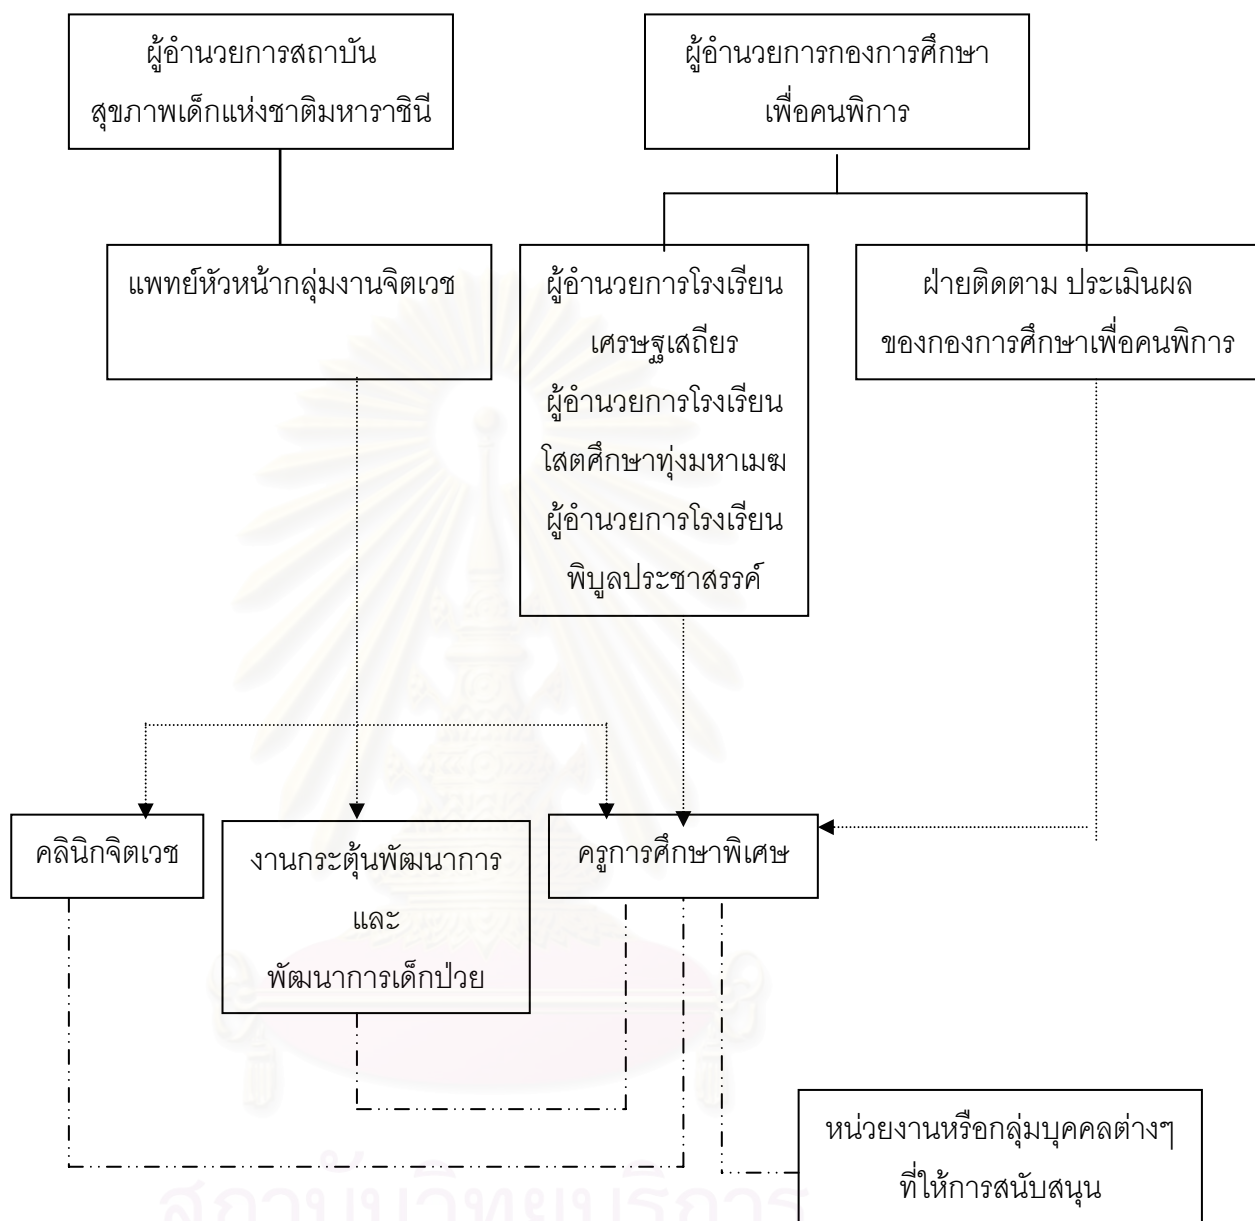 ผู้อำนวยการสถาบัน
สุขภาพเด็กแห่งชาติมหาราชินี
ผู้อำนวยการกองการศึกษา
เพื่อคนพิการ
แพทย์หัวหน้ากลุ่มงานจิตเวช
ผู้อำนวยการโรงเรียน
เศรษฐเสถียร
ผู้อำนวยการโรงเรียน
โสตศึกษาทุ่งมหาเมฆ
ผู้อำนวยการโรงเรียน
พิบูลประชาสรรค์
ฝ่ายติดตาม ประเมินผล
ของกองการศึกษาเพื่อคนพิการ
คลินิกจิตเวช
งานกระตุ้นพัฒนาการ
และ
พัฒนาการเด็กป่วย
ครูการศึกษาพิเศษ
หน่วยงานหรือกลุ่มบุคคลต่างๆ
ที่ให้การสนับสนุน
สถาบันวิทยบริการ